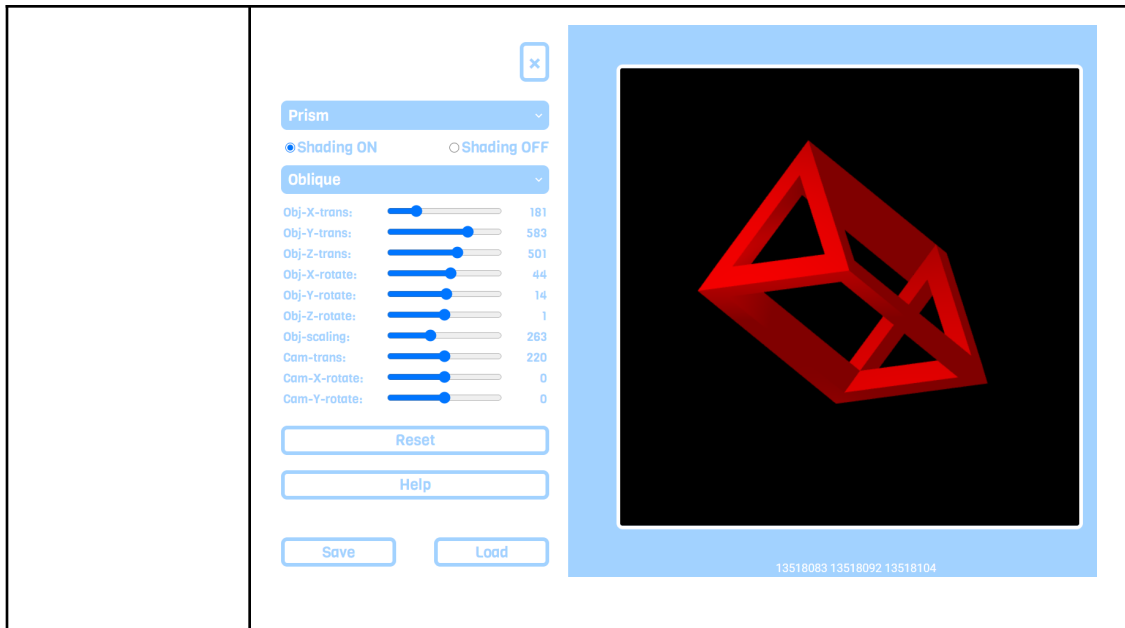 ×
Prism
Shading ON Shading OFF
Oblique
Obj-X-trans: 181
Obj-Y-trans: 583
Obj-Z-trans: 501
Obj-X-rotate: 44
Obj-Y-rotate: 14
Obj-Z-rotate: 1
Obj-scaling: 263
Cam-trans: 220
Cam-X-rotate: 0
Cam-Y-rotate: 0
Reset
Help
Save Load
13518083 13518092 13518104